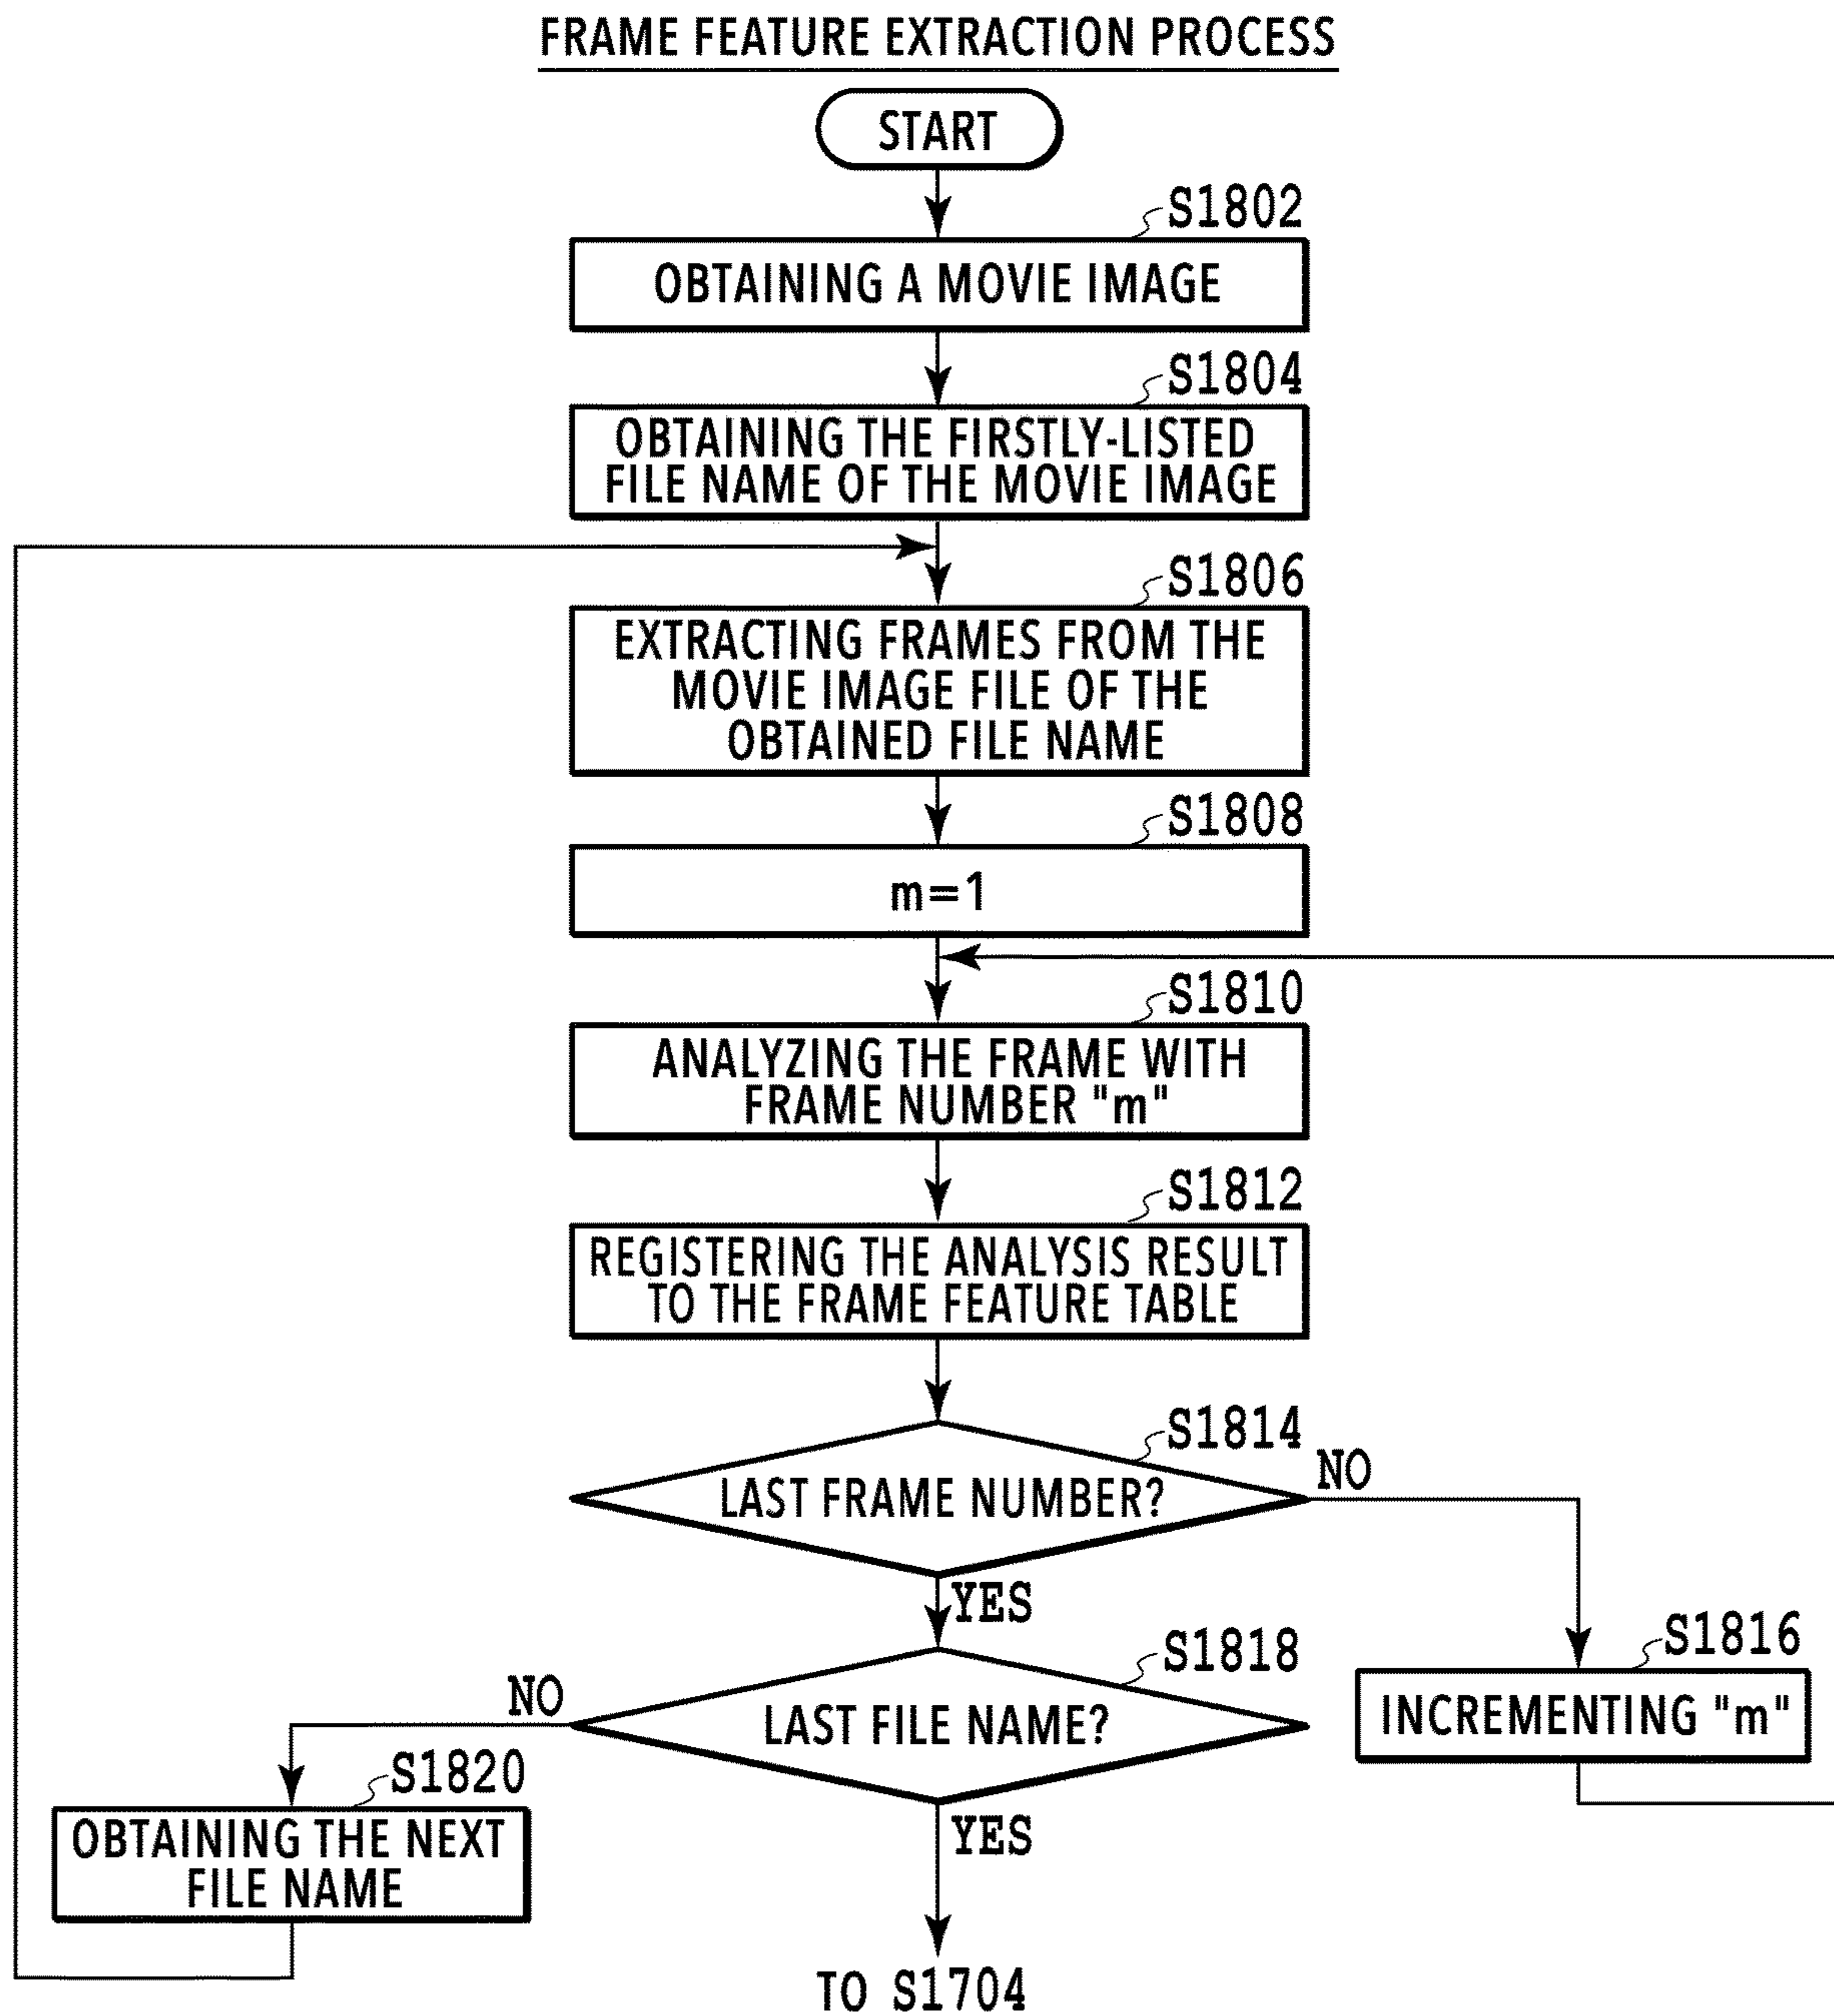 FRAME FEATURE EXTRACTION PROCESS
START
S1802
OBTAINING A MOVIE IMAGE
S1804
OBTAINING THE FIRSTLY-LISTED
FILE NAME OF THE MOVIE IMAGE
S1806
EXTRACTING FRAMES FROM THE
MOVIE IMAGE FILE OF THE
OBTAINED FILE NAME
S1808
m=1
S1810
ANALYZING THE FRAME WITH
FRAME NUMBER "m"
S1812
REGISTERING THE ANALYSIS RESULT
TO THE FRAME FEATURE TABLE
S1814
LAST FRAME NUMBER?
NO
YES
S1816
INCREMENTING "m"
S1818
LAST FILE NAME?
NO
YES
S1820
OBTAINING THE NEXT
FILE NAME
TO S1704